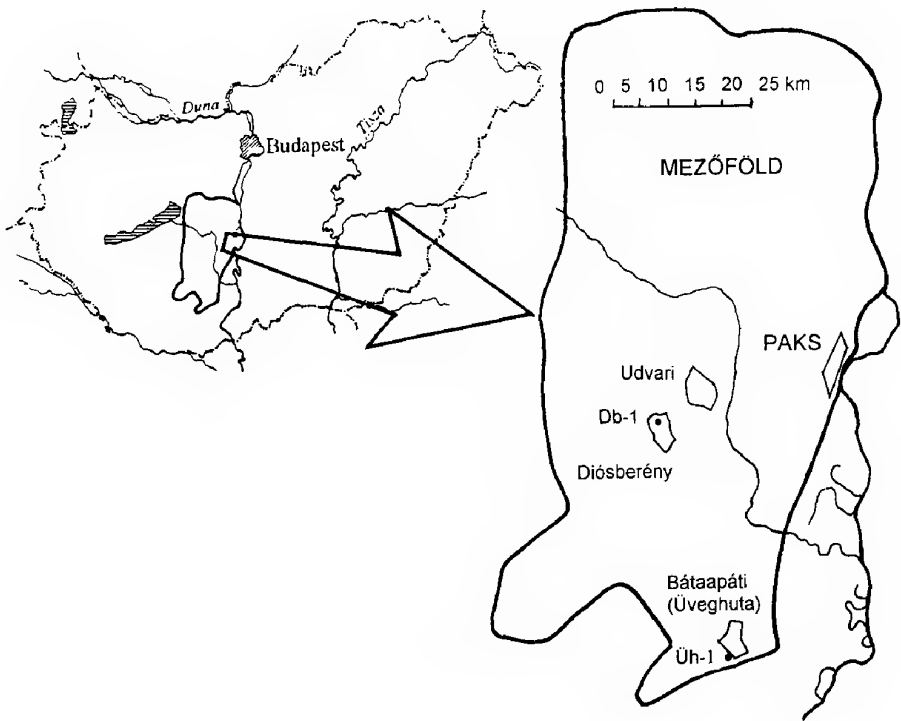 Duna
Tisza
Budapest
0 5 10 15 20 25 km
MEZŐFÖLD
PAKS
Udvari
Db-1
Diósberény
Bátaapáti
(Üveghuta)
Üh-1